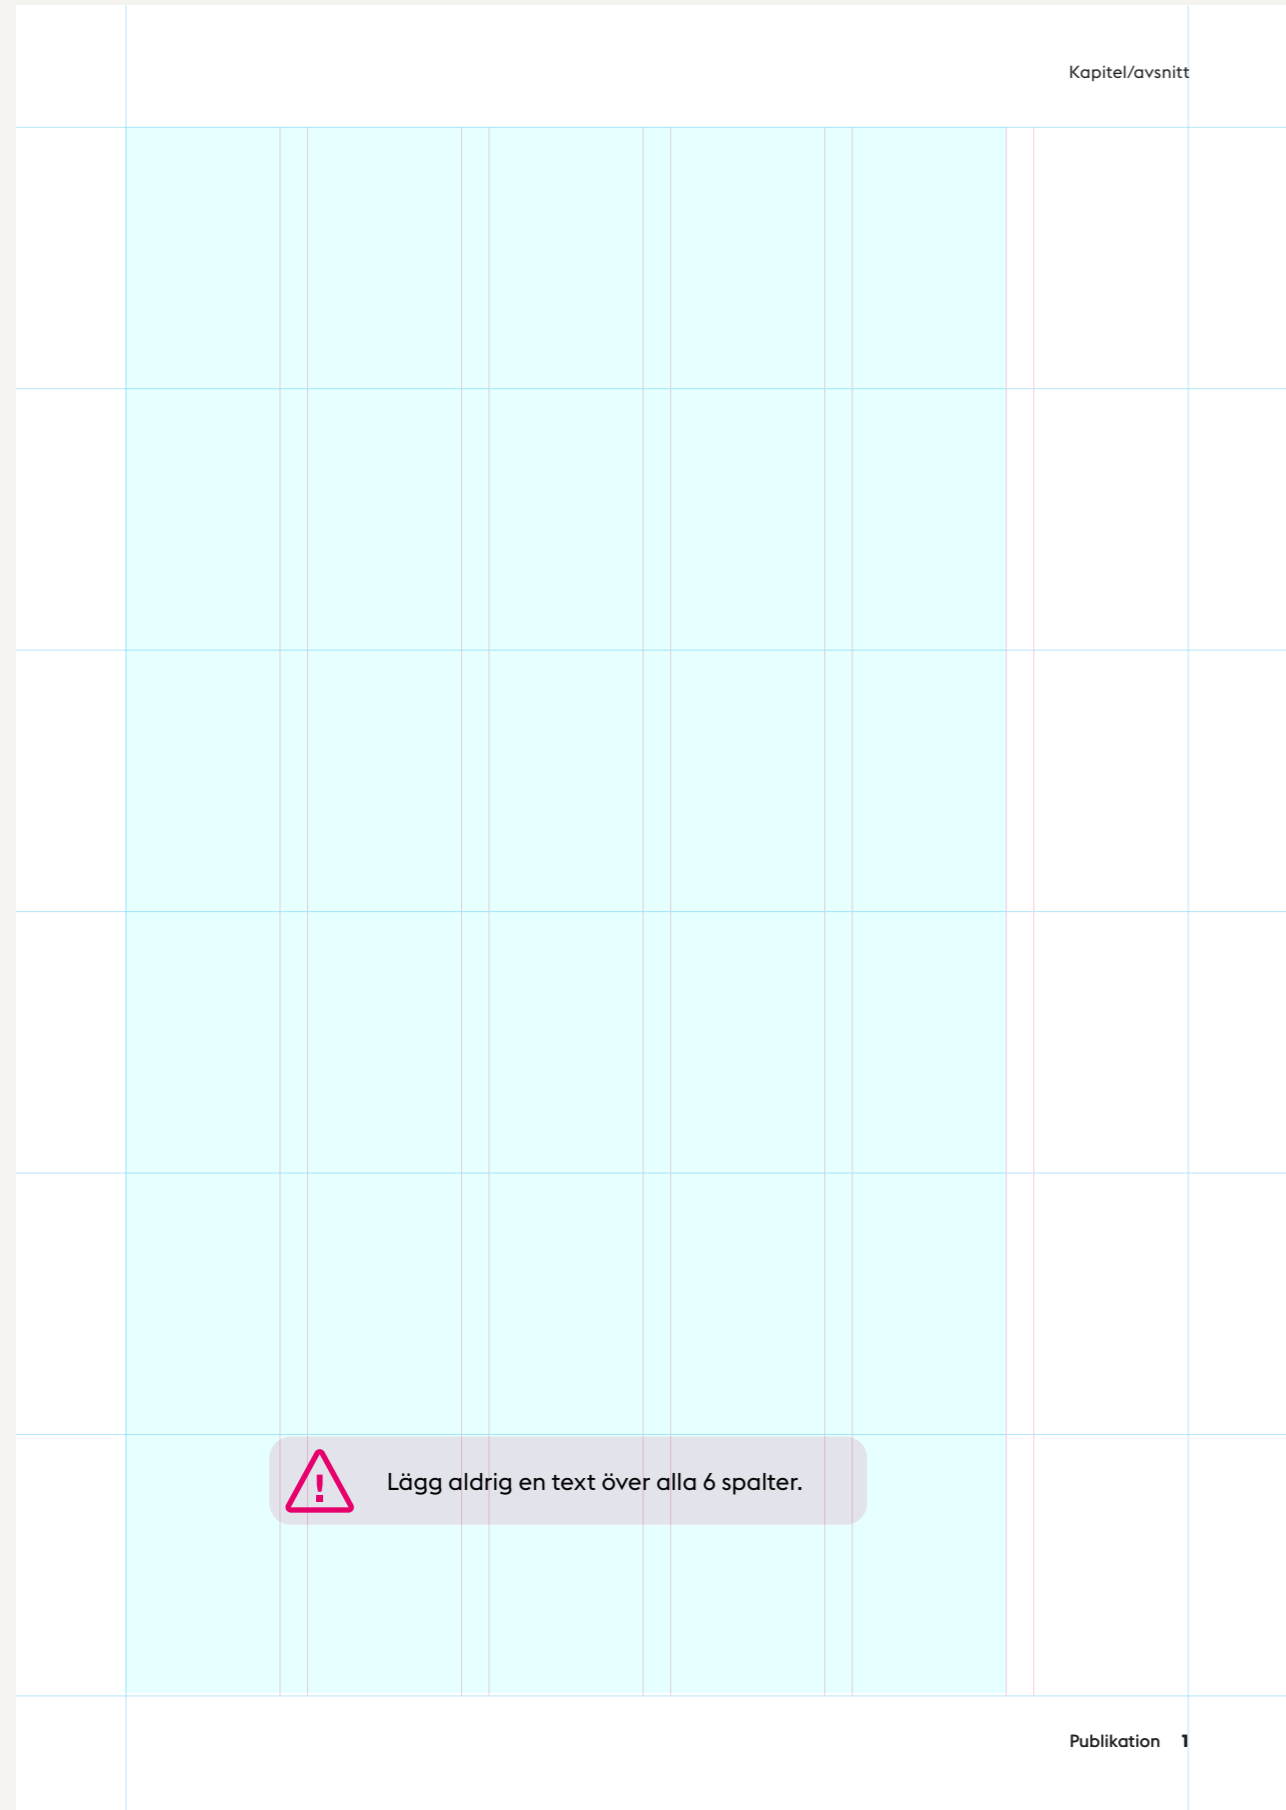 Kapitel/avsnitt
Lägg aldrig en text över alla 6 spalter.
Publikation 1